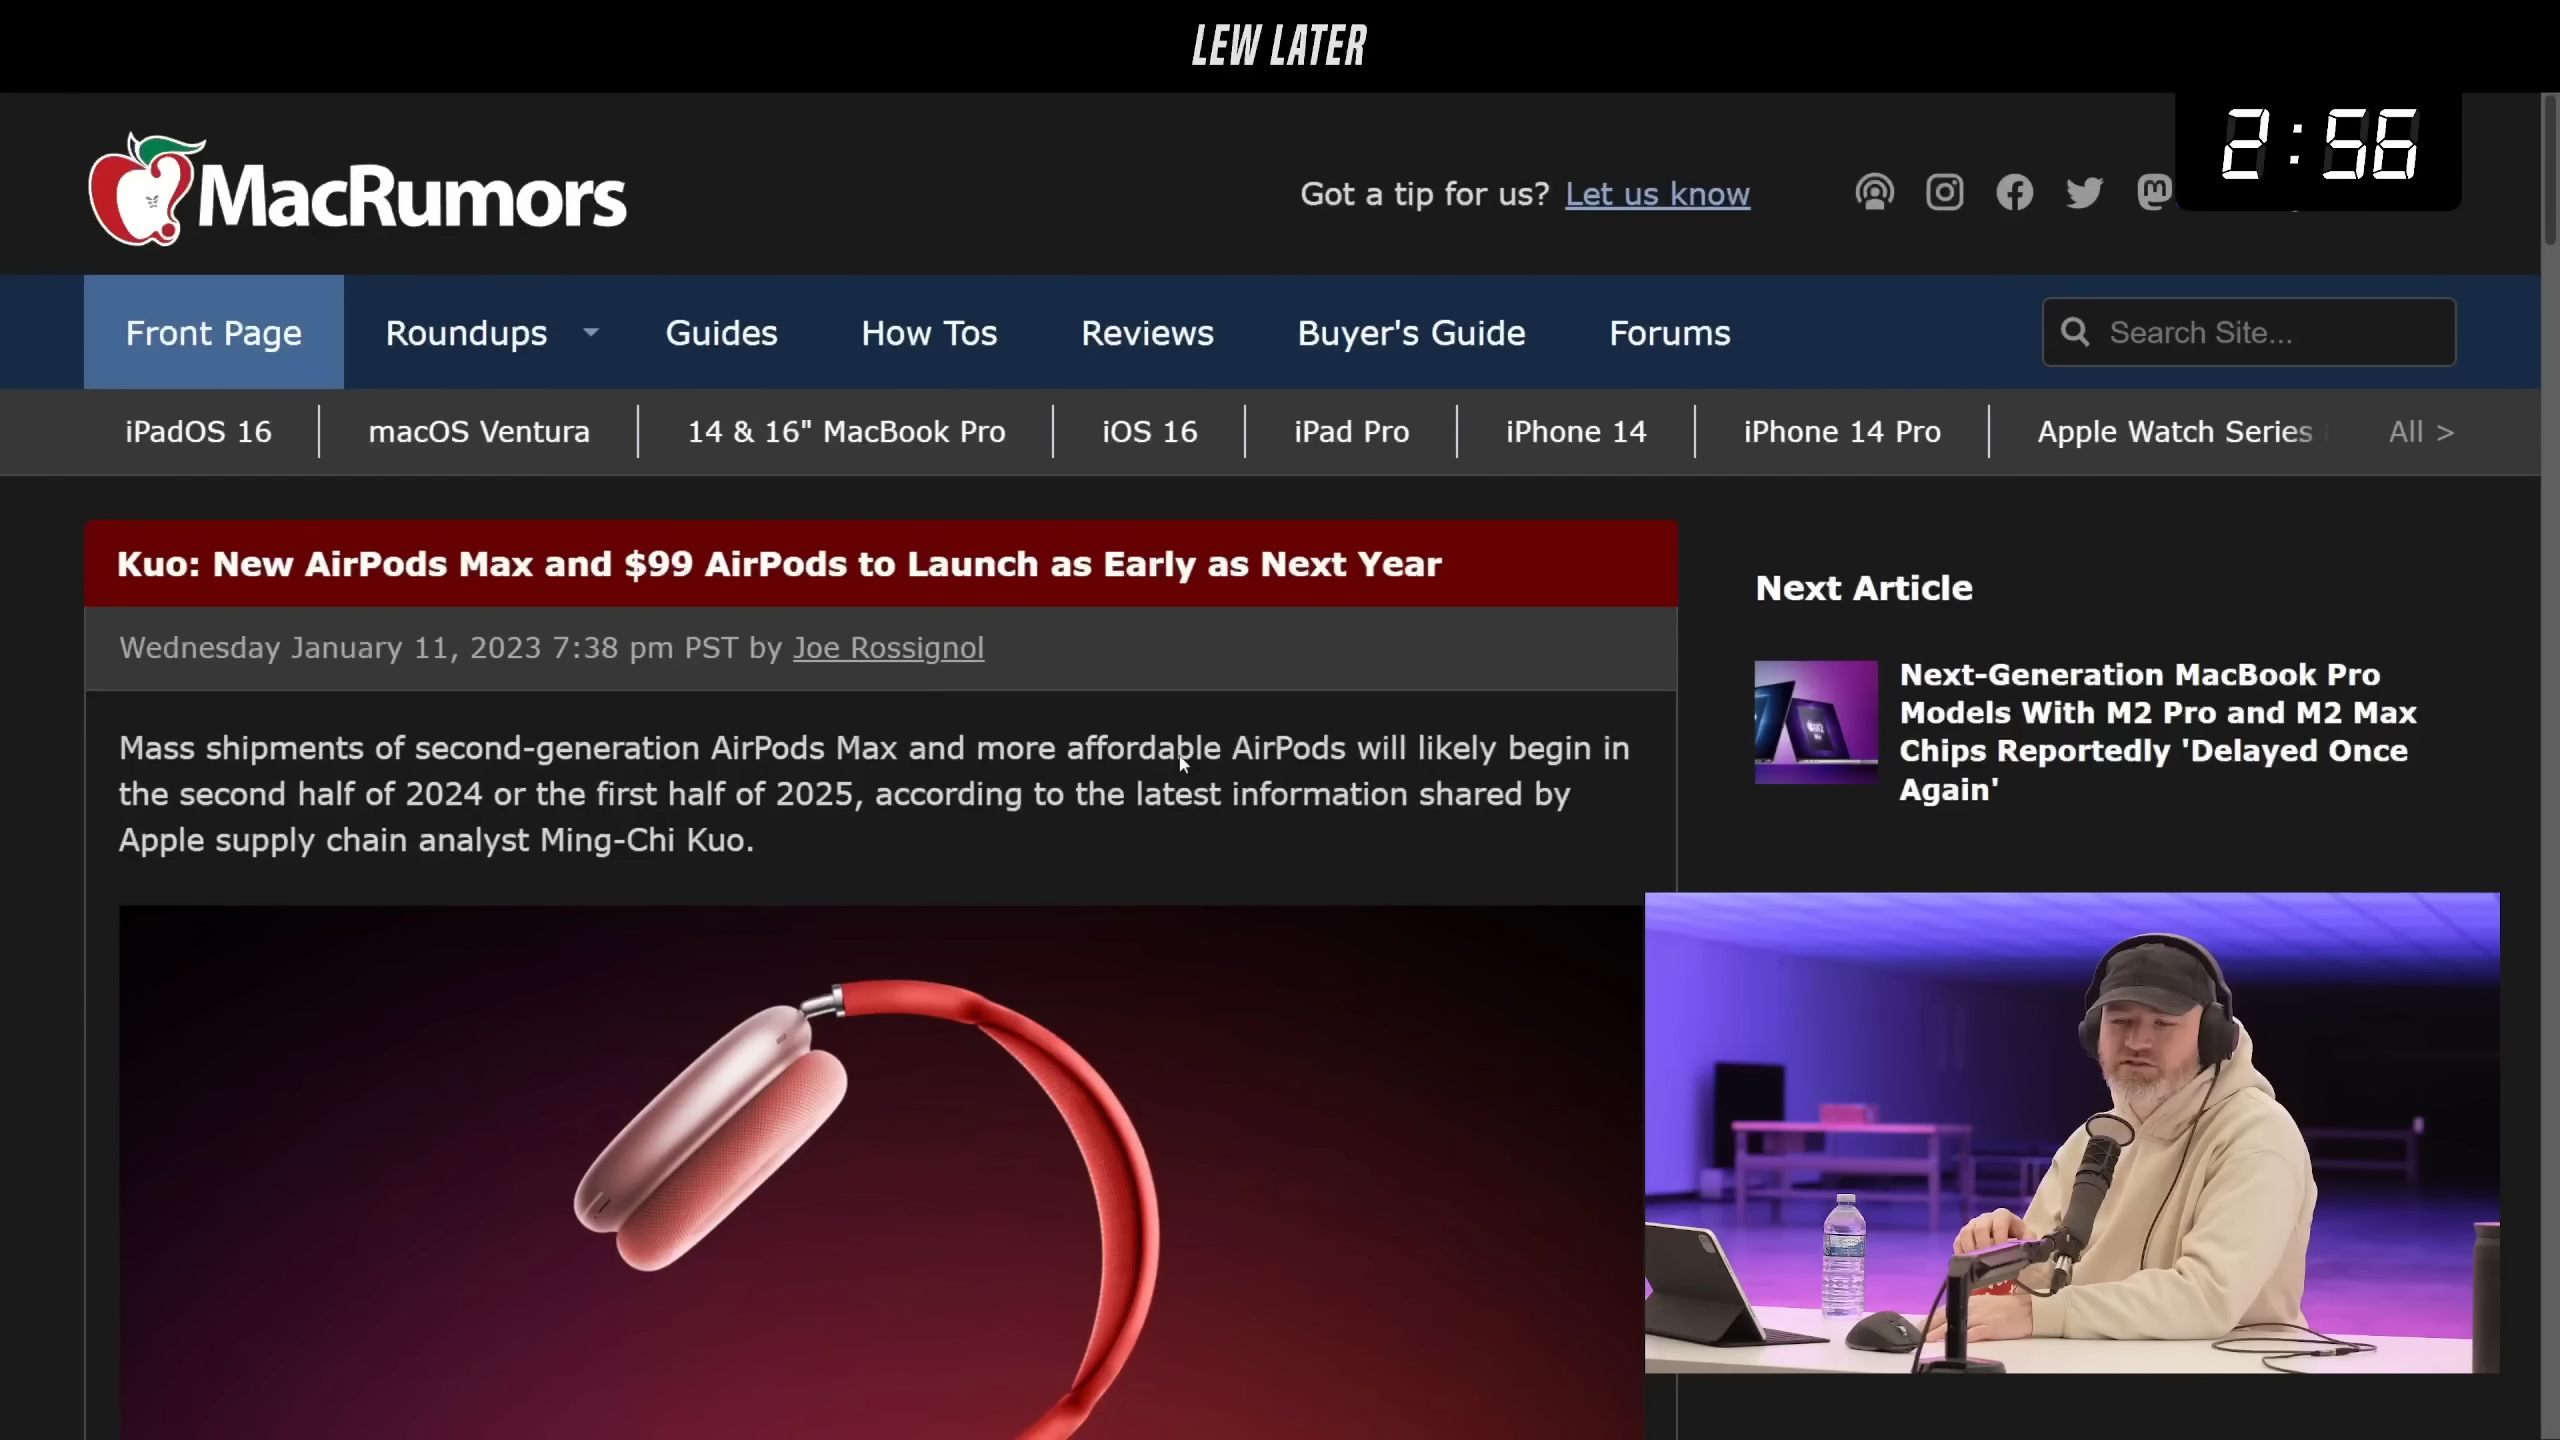 LEW LATER
MacRumors
Got a tip for us? Let us know
2:56
Front Page
Roundups
Guides
How Tos
Reviews
Buyer's Guide
Forums
Search Site...
iPadOS 16
macOS Ventura
14 & 16" MacBook Pro
iOS 16
iPad Pro
iPhone 14
iPhone 14 Pro
Apple Watch Series
All >
Kuo: New AirPods Max and $99 AirPods to Launch as Early as Next Year
Wednesday January 11, 2023 7:38 pm PST by Joe Rossignol
Mass shipments of second-generation AirPods Max and more affordable AirPods will likely begin in
the second half of 2024 or the first half of 2025, according to the latest information shared by
Apple supply chain analyst Ming-Chi Kuo.
Next Article
Next-Generation MacBook Pro
Models With M2 Pro and M2 Max
Chips Reportedly 'Delayed Once
Again'